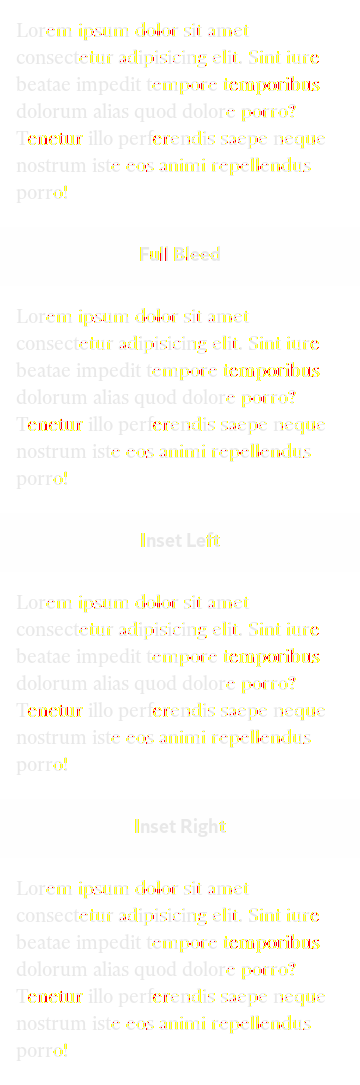 Lorem ipsum dolor sit amet
consectetur adipisicing elit. Sint iure
beatae impedit tempore temporibus
dolorum alias quod dolore porro?
Tenetur illo perferendis saepe neque
nostrum iste eos animi repellendus
porro!
Full Bleed
Lorem ipsum dolor sit amet
consectetur adipisicing elit. Sint iure
beatae impedit tempore temporibus
dolorum alias quod dolore porro?
Tenetur illo perferendis saepe neque
nostrum iste eos animi repellendus
porro!
Inset Left
Lorem ipsum dolor sit amet
consectetur adipisicing elit. Sint iure
beatae impedit tempore temporibus
dolorum alias quod dolore porro?
Tenetur illo perferendis saepe neque
nostrum iste eos animi repellendus
porro!
Inset Right
Lorem ipsum dolor sit amet
consectetur adipisicing elit. Sint iure
beatae impedit tempore temporibus
dolorum alias quod dolore porro?
Tenetur illo perferendis saepe neque
nostrum iste eos animi repellendus
porro!